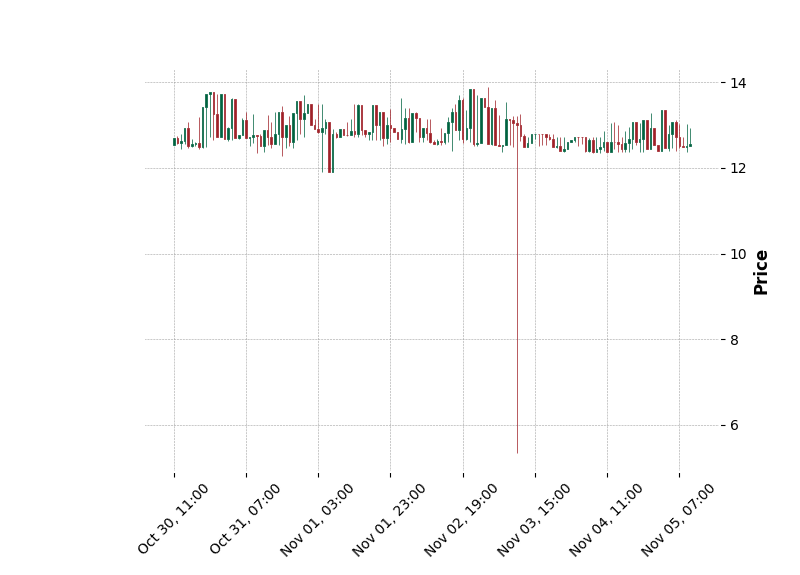 14
12
10
8
6
Price
Oct 30, 11:00
Oct 31, 07:00
Nov 01, 03:00
Nov 01, 23:00
Nov 02, 19:00
Nov 03, 15:00
Nov 04, 11:00
Nov 05, 07:00